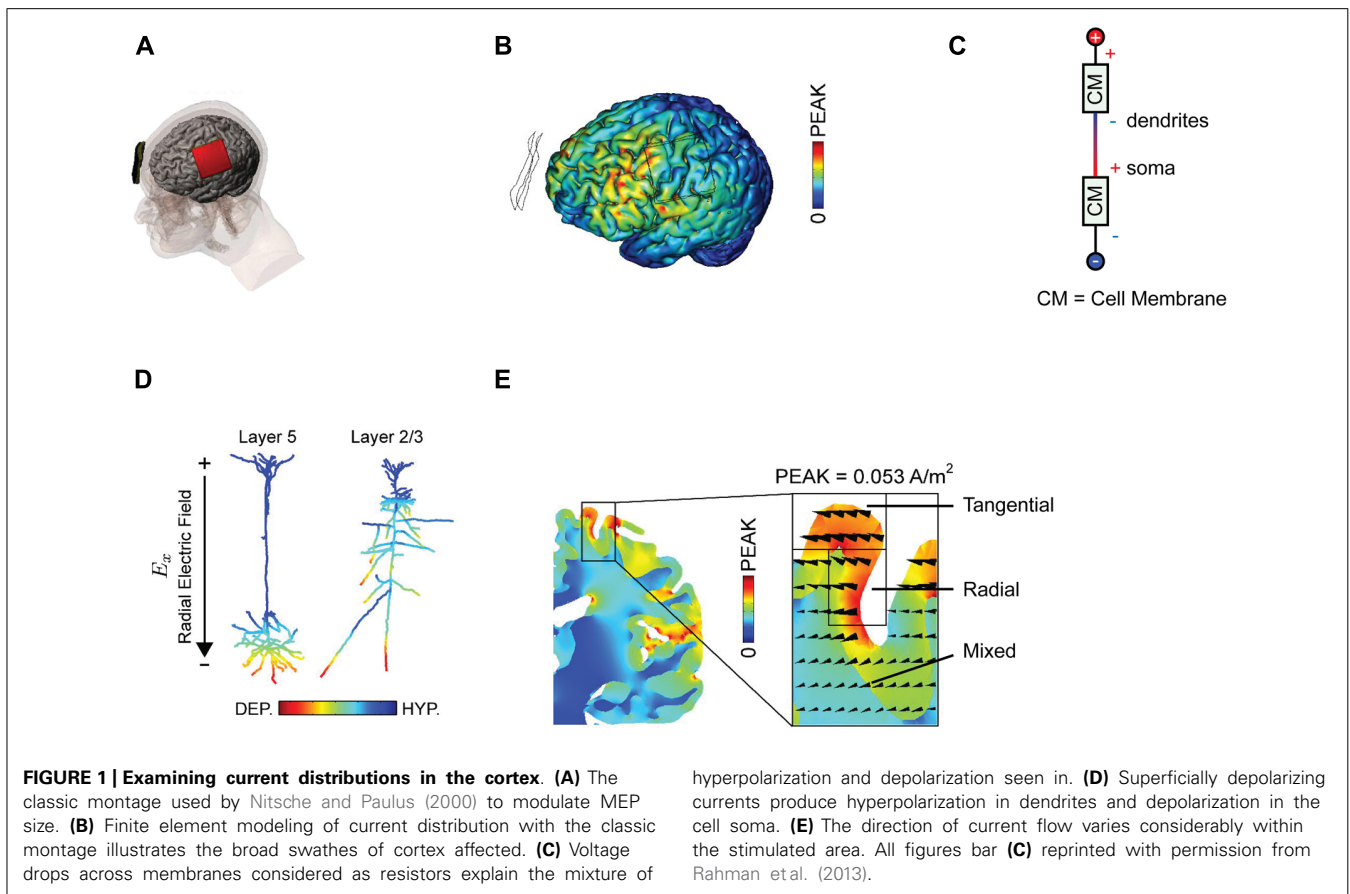 A
B
C
0 PEAK
+
+
CM
- dendrites
+ soma
CM
-
-
CM = Cell Membrane
D
E
Layer 5
Layer 2/3
+
Ex
Radial Electric Field
-
DEP.
HYP.
0 PEAK
PEAK = 0.053 A/m²
Tangential
Radial
Mixed
FIGURE 1 | Examining current distributions in the cortex. (A) The
classic montage used by Nitsche and Paulus (2000) to modulate MEP
size. (B) Finite element modeling of current distribution with the classic
montage illustrates the broad swathes of cortex affected. (C) Voltage
drops across membranes considered as resistors explain the mixture of
hyperpolarization and depolarization seen in. (D) Superficially depolarizing
currents produce hyperpolarization in dendrites and depolarization in the
cell soma. (E) The direction of current flow varies considerably within
the stimulated area. All figures bar (C) reprinted with permission from
Rahman et al. (2013).